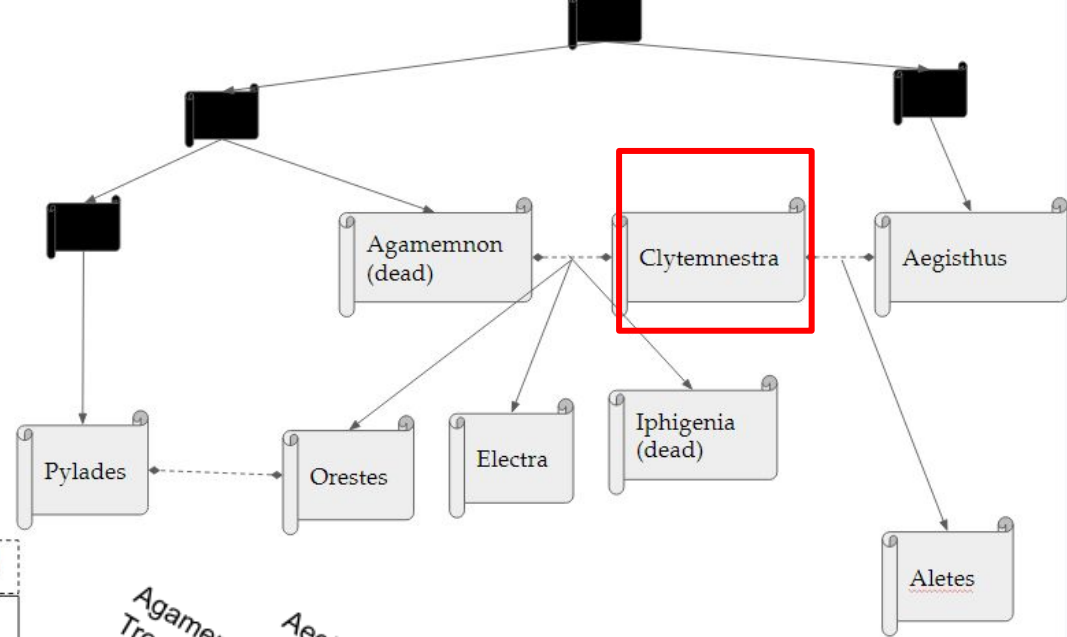 Agamemnon
(dead)
Clytemnestra
Aegisthus
Iphigenia
(dead)
Electra
Pylades
Orestes
Aletes